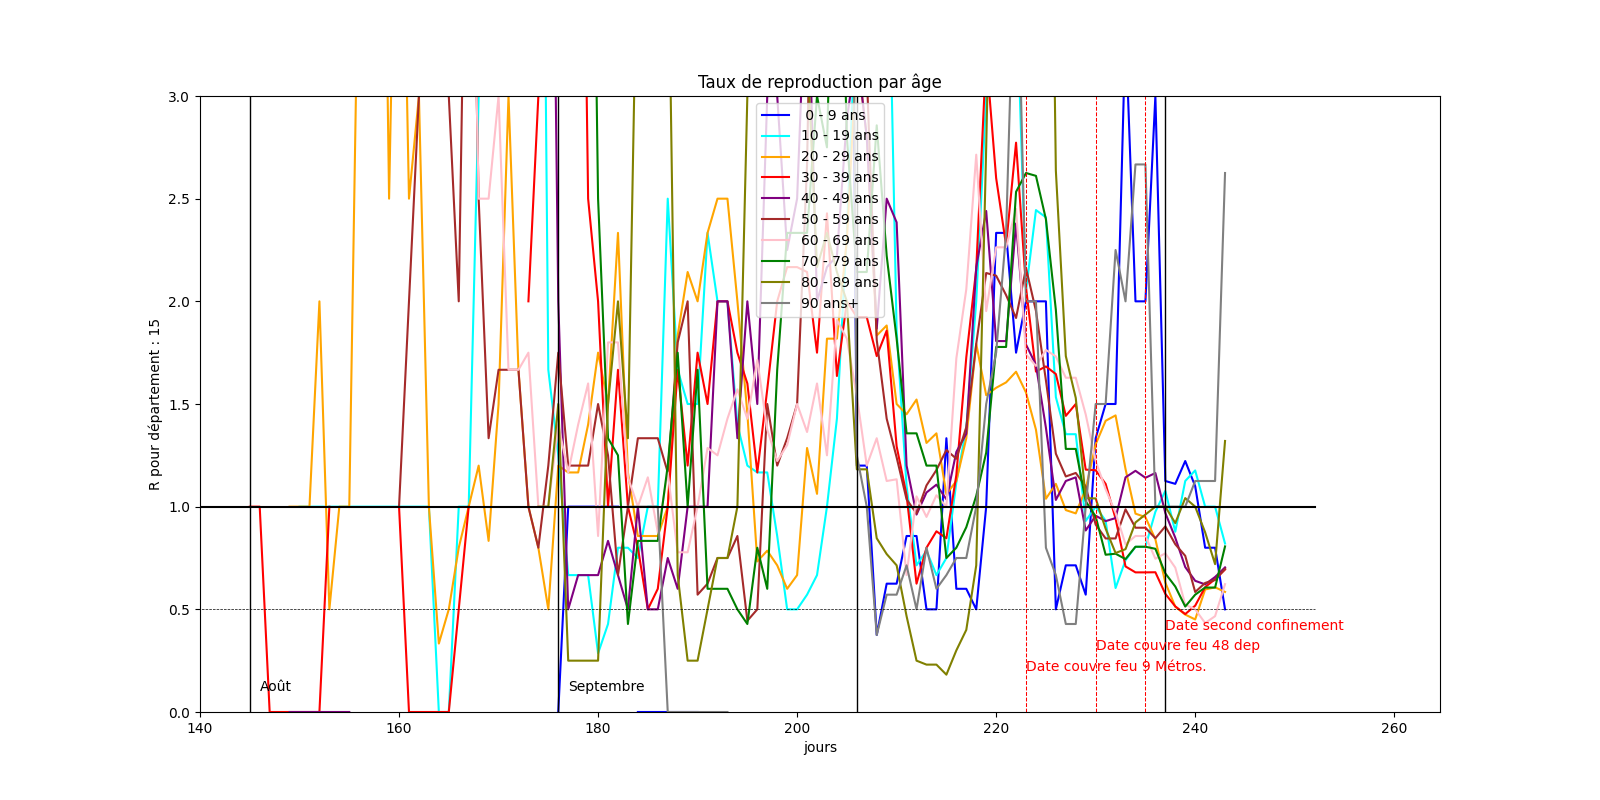 Taux de reproduction par âge
R pour département : 15
3.0
2.5
2.0
1.5
1.0
0.5
0.0
0 - 9 ans
10 - 19 ans
20 - 29 ans
30 - 39 ans
40 - 49 ans
50 - 59 ans
60 - 69 ans
70 - 79 ans
80 - 89 ans
90 ans+
Date second confinement
Date couvre feu 48 dep
Date couvre feu 9 Métros.
Août
Septembre
140 160 180 200 220 240 260
jours